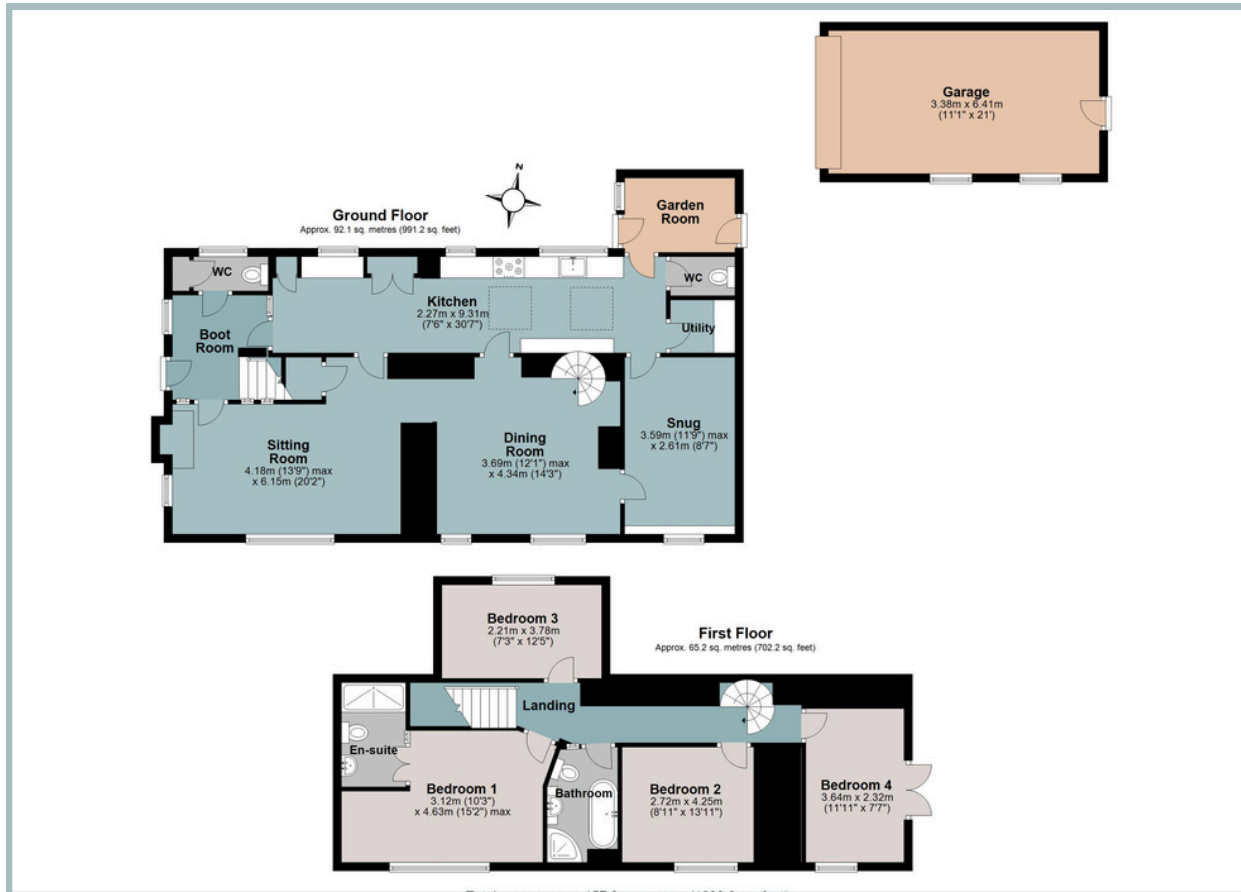 Garage
3.38m x 6.41m
(11'1" x 21')
N
Ground Floor
Approx. 92.1 sq. metres (991.2 sq. feet)
Garden
Room
WC
WC
Kitchen
2.27m x 9.31m
(7'6" x 30'7")
Utility
Boot
Room
Sitting
Room
4.18m (13'9") max
x 6.15m (20'2")
Dining
Room
3.69m (12'1") max
x 4.34m (14'3")
Snug
3.59m (11'9") max
x 2.61m (8'7")
Bedroom 3
2.21m x 3.78m
(7'3" x 12'5")
First Floor
Approx. 65.2 sq. metres (702.2 sq. feet)
Landing
En-suite
Bedroom 1
3.12m (10'3")
x 4.63m (15'2") max
Bathroom
Bedroom 2
2.72m x 4.25m
(8'11" x 13'11")
Bedroom 4
3.64m x 2.32m
(11'11" x 7'7")